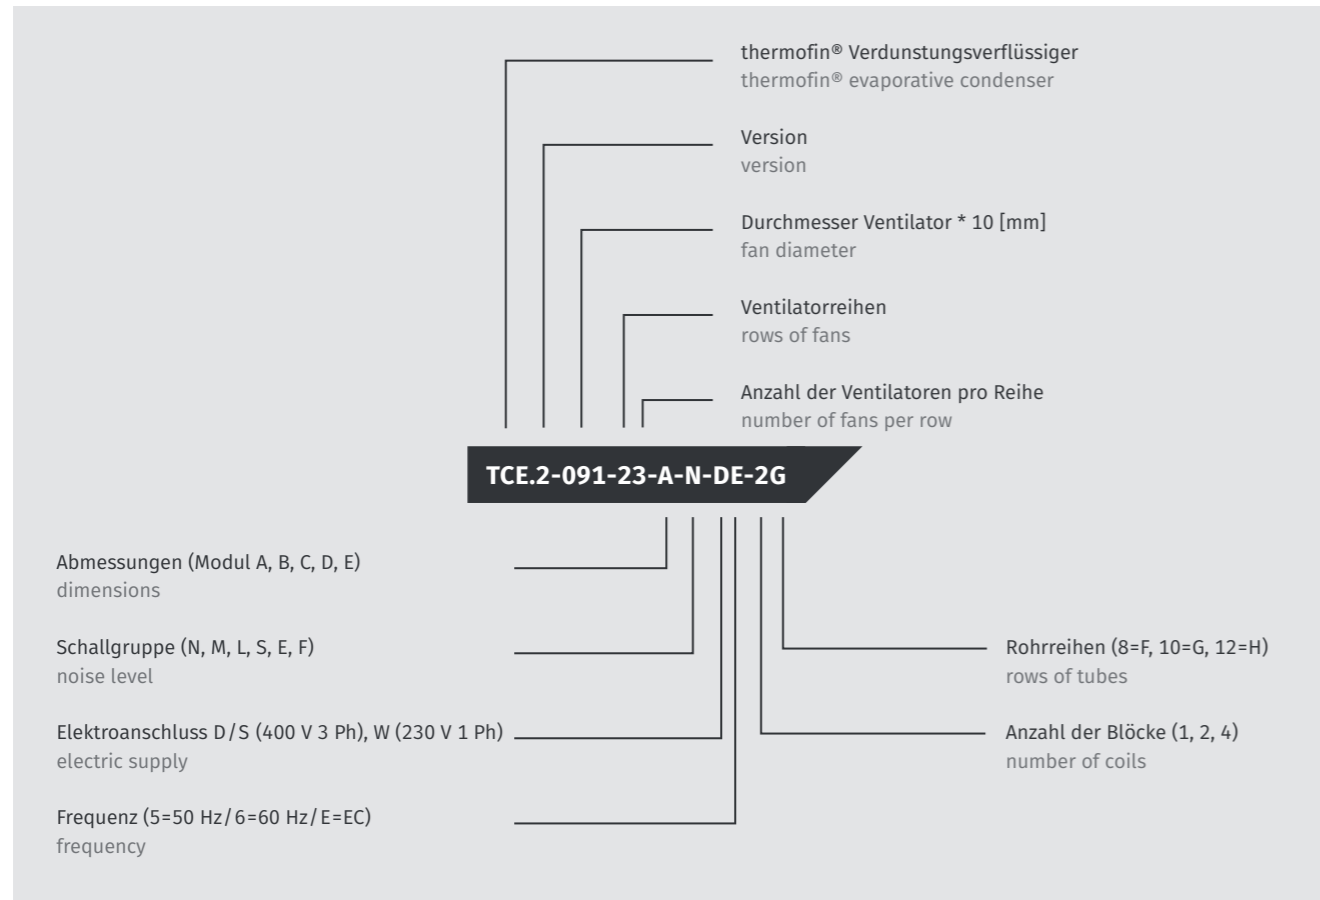 thermofin® Verdunstungsverflüssiger
thermofin® evaporative condenser
Version
version
Durchmesser Ventilator * 10 [mm]
fan diameter
Ventilatorreihen
rows of fans
Anzahl der Ventilatoren pro Reihe
number of fans per row
TCE.2-091-23-A-N-DE-2G
Abmessungen (Modul A, B, C, D, E)
dimensions
Schallgruppe (N, M, L, S, E, F)
noise level
Elektroanschluss D/S (400 V 3 Ph), W (230 V 1 Ph)
electric supply
Frequenz (5=50 Hz/6=60 Hz/E=EC)
frequency
Rohrreihen (8=F, 10=G, 12=H)
rows of tubes
Anzahl der Blöcke (1, 2, 4)
number of coils